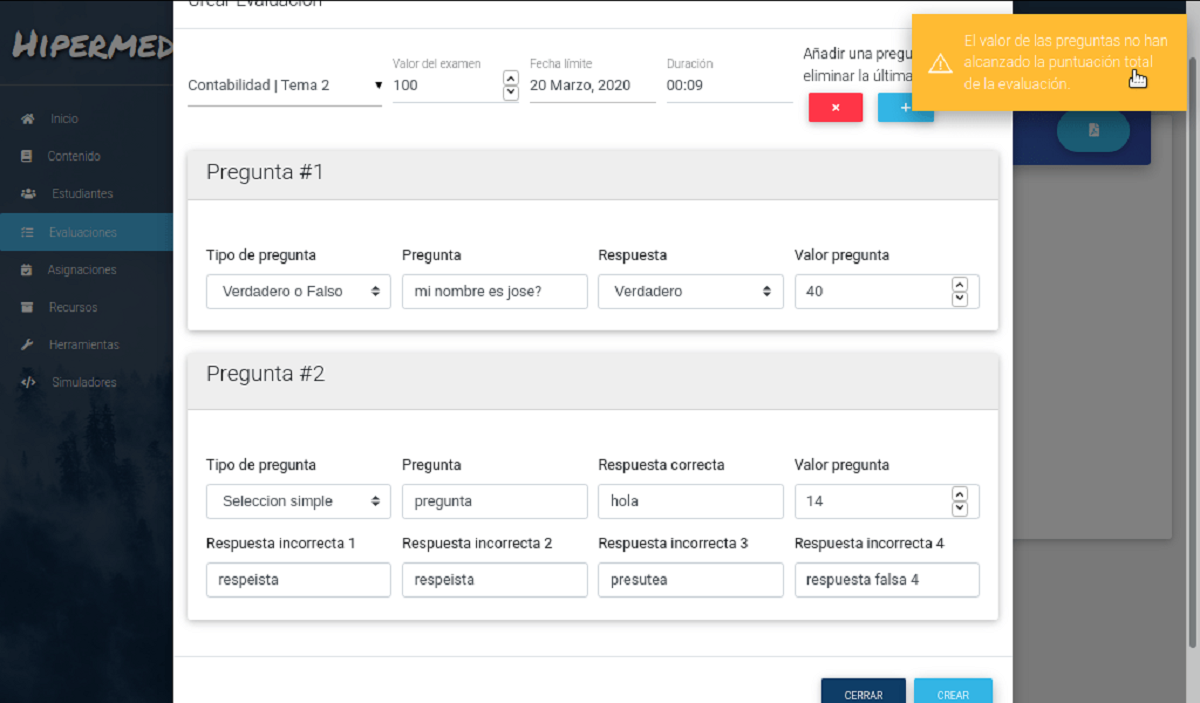 Crear Evaluación
HIPERMED
El valor de las preguntas no han
alcanzado la puntuación total
de la evaluación.
Inicio
Contenido
Estudiantes
Evaluaciones
Asignaciones
Recursos
Herramientas
Simuladores
Contabilidad | Tema 2
Valor del examen
100
Fecha límite
20 Marzo, 2020
Duración
00:09
Añadir una pregu
eliminar la última
Pregunta #1
Tipo de pregunta Pregunta Respuesta Valor pregunta
Verdadero o Falso mi nombre es jose? Verdadero 40
Pregunta #2
Tipo de pregunta Pregunta Respuesta correcta Valor pregunta
Seleccion simple pregunta hola 14
Respuesta incorrecta 1 Respuesta incorrecta 2 Respuesta incorrecta 3 Respuesta incorrecta 4
respeista respeista presutea respuesta falsa 4
CERRAR CREAR